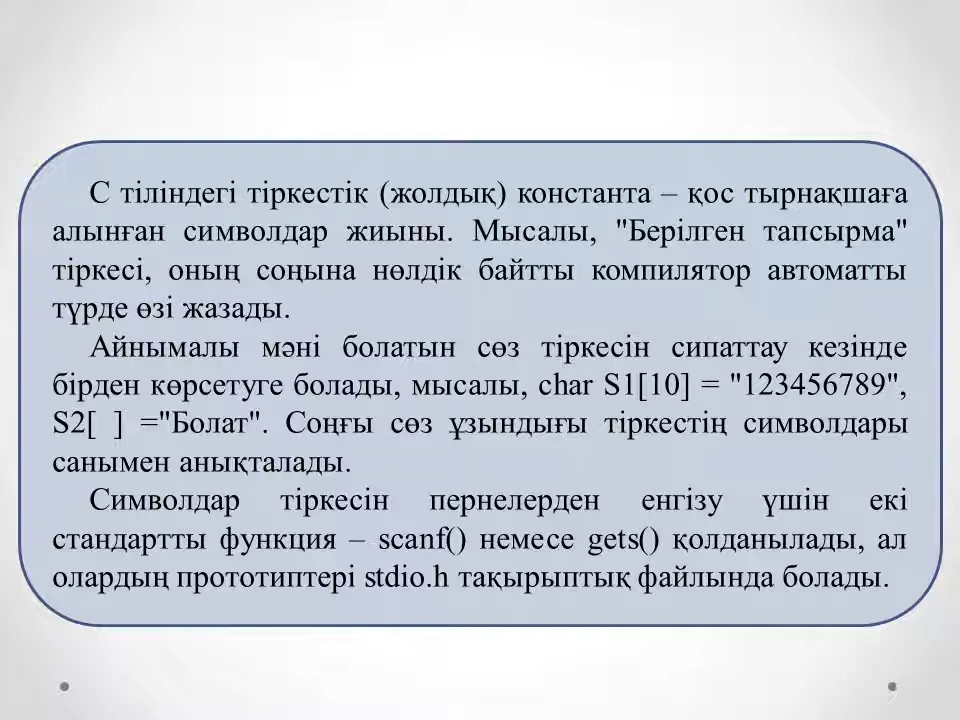 С тіліндегі тіркестік (жолдық) константа – қос тырнақшаға
алынған символдар жиыны. Мысалы, "Берілген тапсырма"
тіркесі, оның соңына нөлдік байтты компилятор автоматты
түрде өзі жазады.
Айнымалы мәні болатын сөз тіркесін сипаттау кезінде
бірден көрсетуге болады, мысалы, char S1[10] = "123456789",
S2[ ] ="Болат". Соңғы сөз ұзындығы тіркестің символдары
санымен анықталады.
Символдар тіркесін пернелерден енгізу үшін екі
стандартты функция – scanf() немесе gets() қолданылады, ал
олардың прототиптері stdio.h тақырыптық файлында болады.